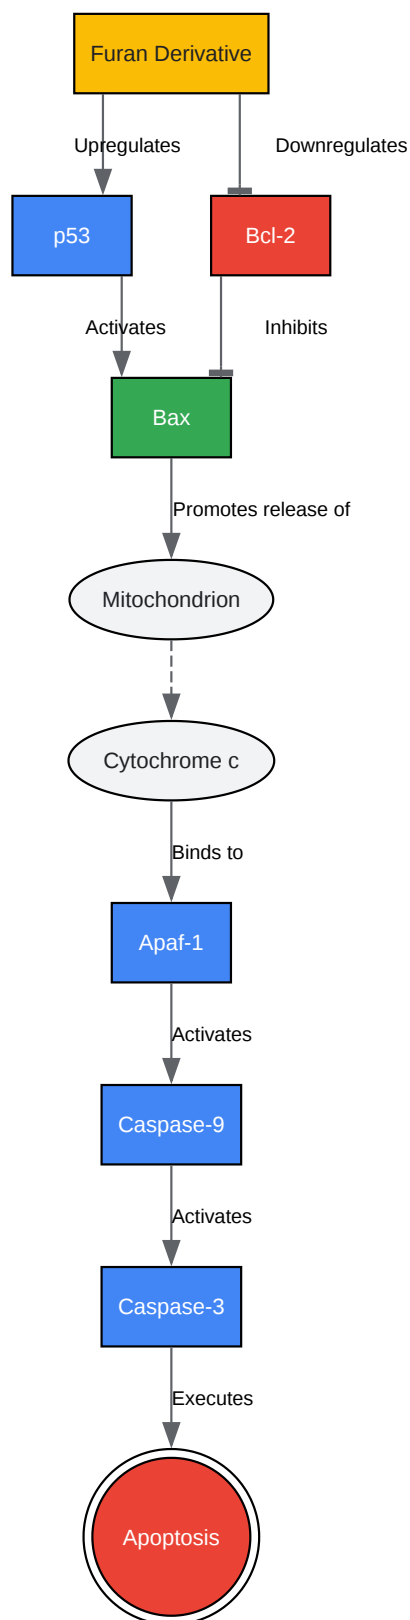 Furan Derivative
Upregulates
Downregulates
p53
Bcl-2
Activates
Inhibits
Bax
Promotes release of
Mitochondrion
Cytochrome c
Binds to
Apaf-1
Activates
Caspase-9
Activates
Caspase-3
Executes
Apoptosis